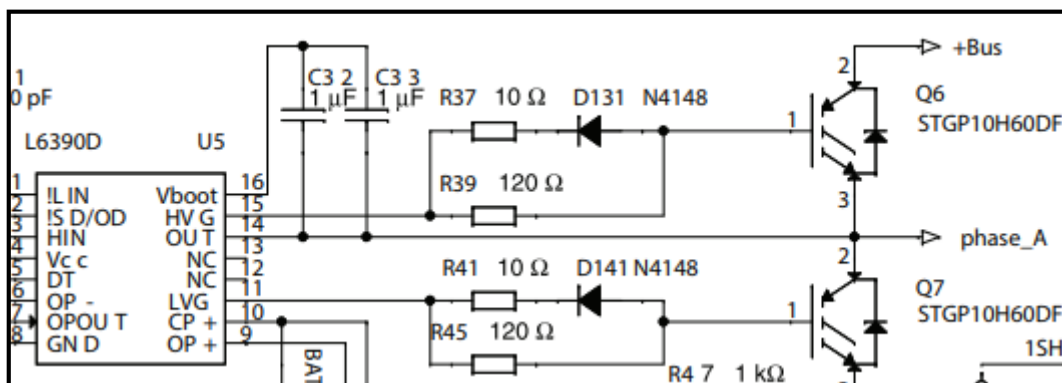 1
0 pF
L6390D
U5
1
2
3
4
5
6
7
8
!L IN
!S D/OD
HIN
Vc c
DT
OP -
OPOU T
GN D
Vboot
HV G
OU T
NC
NC
LVG
CP +
OP +
16
15
14
13
12
11
10
9
C3 2
1 µF
C3 3
1 µF
R37 10 Ω D131 N4148
R39 120 Ω
R41 10 Ω D141 N4148
R45 120 Ω
R4 7 1 kΩ
BAT
2
1
3
+Bus
Q6
STGP10H60DF
phase_A
2
1
Q7
STGP10H60DF
1SH